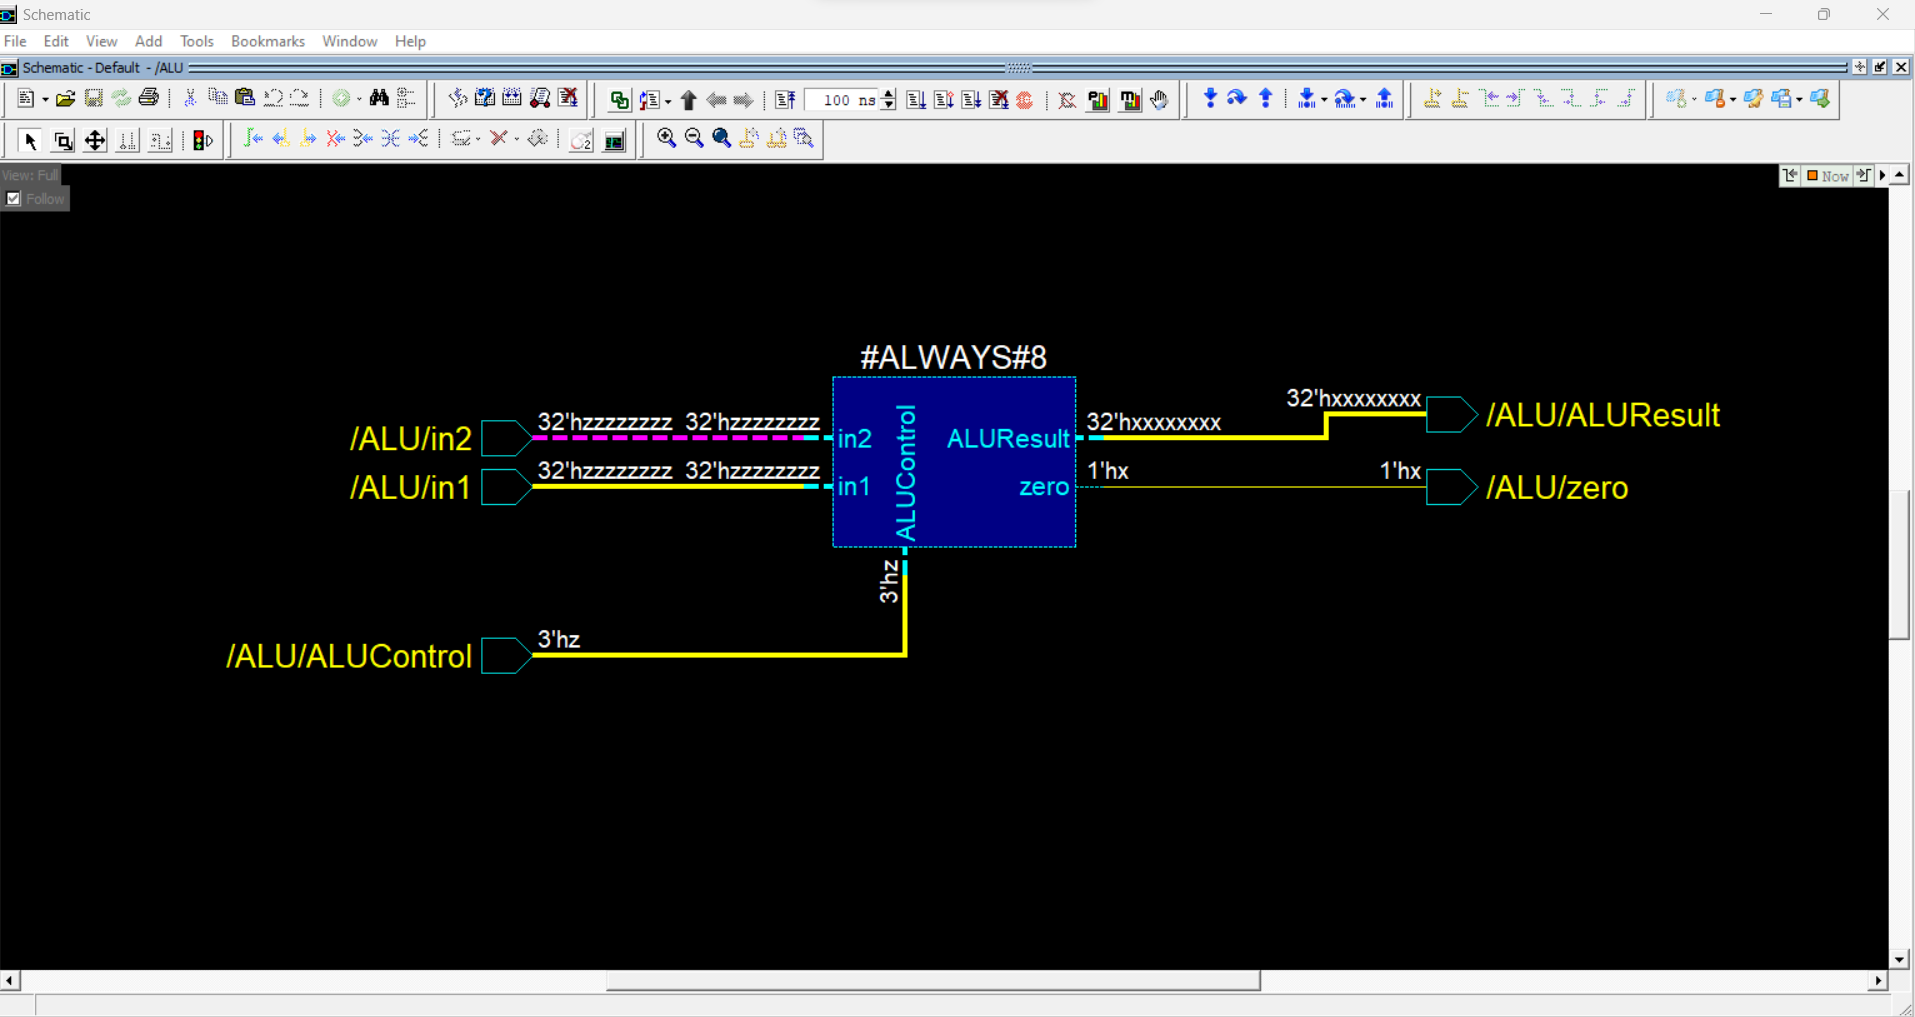 Schematic
File Edit View Add Tools Bookmarks Window Help
Schematic - Default - /ALU
100 ns
View: Full
Follow
Now
#ALWAYS#8
/ALU/in2
32'hzzzzzzzz 32'hzzzzzzzz
in2
/ALU/in1
32'hzzzzzzzz 32'hzzzzzzzz
in1
ALUControl
ALUResult
32'hxxxxxxxx
32'hxxxxxxxx
/ALU/ALUResult
zero
1'hx
1'hx
/ALU/zero
3'hz
/ALU/ALUControl
3'hz